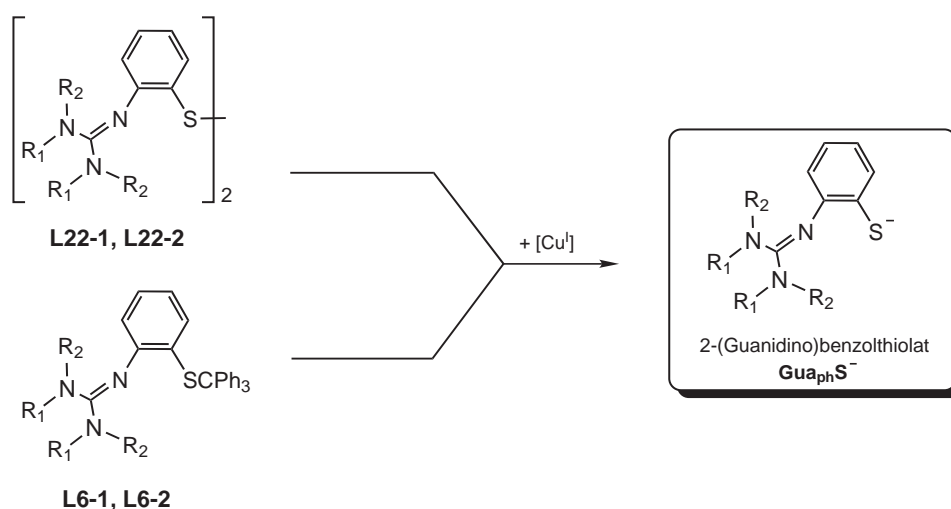 R₂
N
N
S
R₁
N
R₁
R₂
2
L22-1, L22-2
+ [Cuᴵ]
R₂
N
N
SCPh₃
R₁
N
R₁
R₂
L6-1, L6-2
R₂
N
N
S⁻
R₁
N
R₁
R₂
2-(Guanidino)benzolthiolat
GuaₚₕS⁻